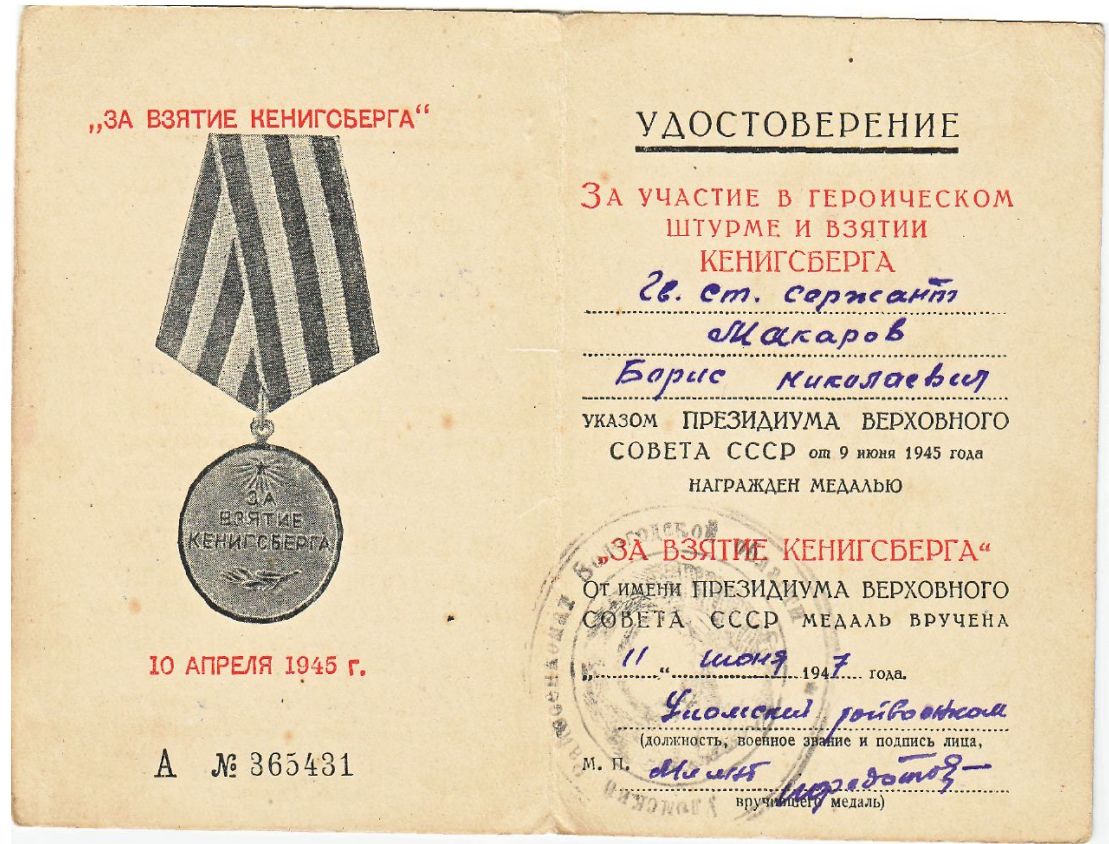 „ЗА ВЗЯТИЕ КЕНИГСБЕРГА“
ЗА
ВЗЯТИЕ
КЕНИГСБЕРГА
10 АПРЕЛЯ 1945 г.
А № 365431
УДОСТОВЕРЕНИЕ
ЗА УЧАСТИЕ В ГЕРОИЧЕСКОМ
ШТУРМЕ И ВЗЯТИИ
КЕНИГСБЕРГА
Гв. ст. сержант
Макаров
Борис Николаевич
УКАЗОМ ПРЕЗИДИУМА ВЕРХОВНОГО
СОВЕТА СССР от 9 июня 1945 года
НАГРАЖДЕН МЕДАЛЬЮ
„ЗА ВЗЯТИЕ КЕНИГСБЕРГА“
ОТ ИМЕНИ ПРЕЗИДИУМА ВЕРХОВНОГО
СОВЕТА СССР МЕДАЛЬ ВРУЧЕНА
„11“ июня 1947 года.
Уломский райвоенком
(должность, военное звание и подпись лица,
М. П.
вручившего медаль)
Вологодской области